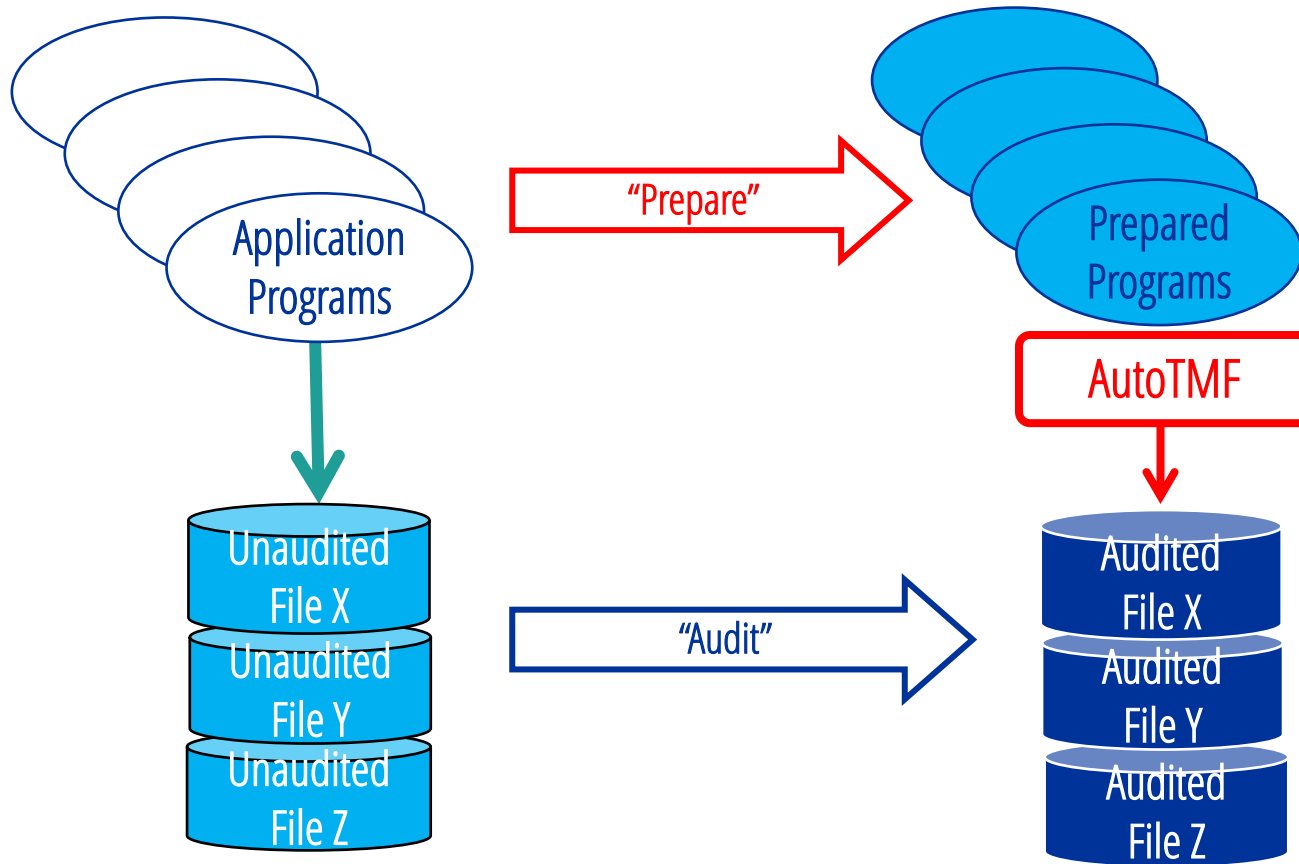 Application
Programs
“Prepare”
Prepared
Programs
AutoTMF
Unaudited
File X
Unaudited
File Y
Unaudited
File Z
“Audit”
Audited
File X
Audited
File Y
Audited
File Z